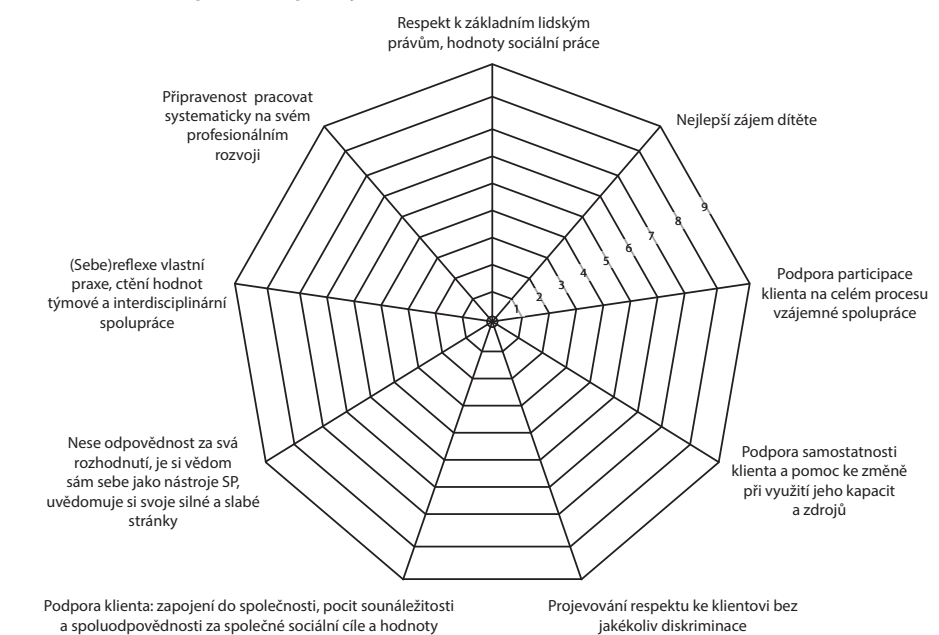 Respekt k základním lidským
právům, hodnoty sociální práce
Nejlepší zájem dítěte
Podpora participace
klienta na celém procesu
vzájemné spolupráce
Podpora samostatnosti
klienta a pomoc ke změně
při využití jeho kapacit
a zdrojů
Projevování respektu ke klientovi bez
jakékoliv diskriminace
Podpora klienta: zapojení do společnosti, pocit sounáležitosti
a spoluodpovědnosti za společné sociální cíle a hodnoty
Nese odpovědnost za svá
rozhodnutí, je si vědom
sám sebe jako nástroje SP,
uvědomuje si svoje silné a slabé
stránky
(Sebe)reflexe vlastní
praxe, ctění hodnot
týmové a interdisciplinární
spolupráce
Připravenost pracovat
systematicky na svém
profesionálním
rozvoji
1
2
3
4
5
6
7
8
9